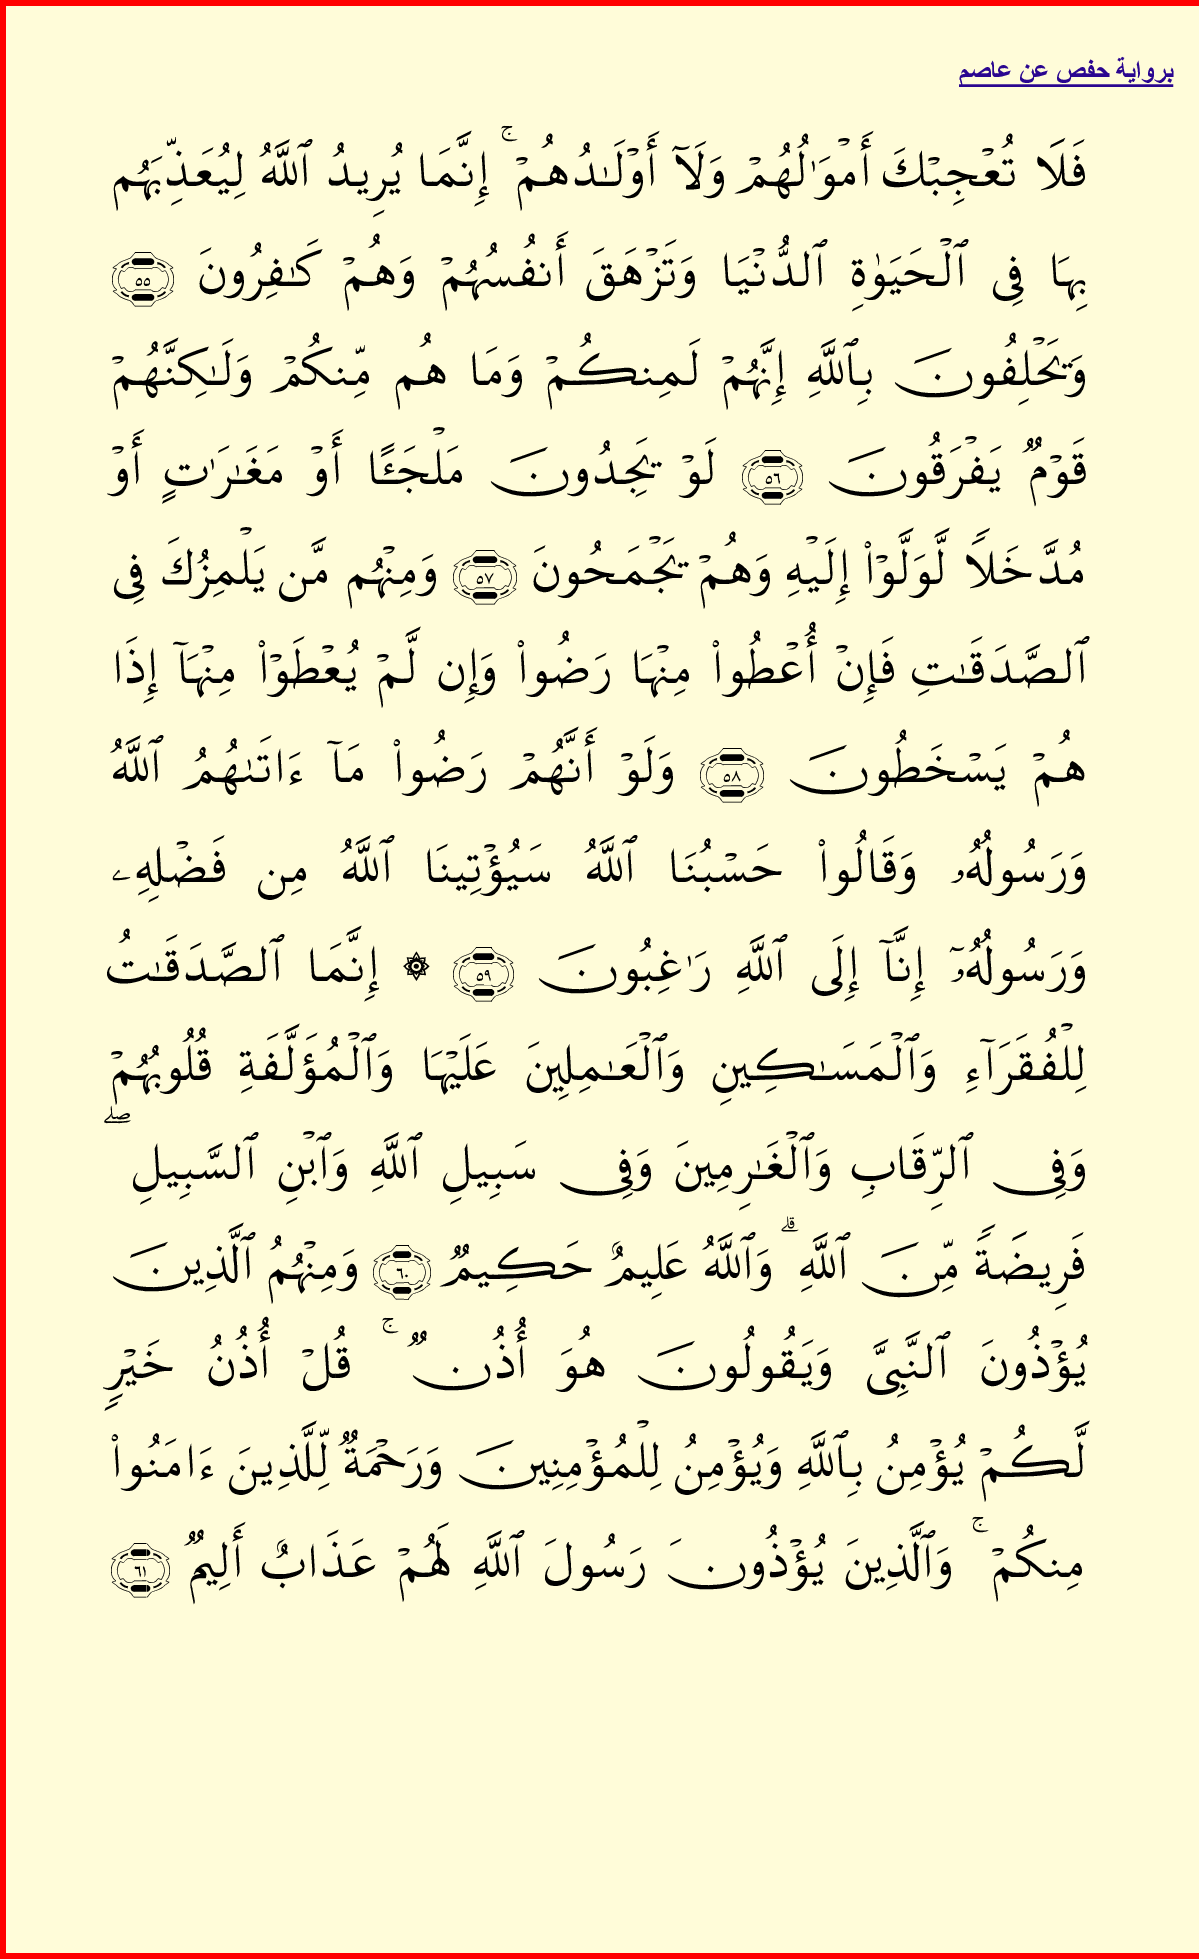 برواية حفص عن عاصم
فَلَا تُعْجِبْكَ أَمْوَٰلُهُمْ وَلَآ أَوْلَـٰدُهُمْ ۚ إِنَّمَا يُرِيدُ ٱللَّهُ لِيُعَذِّبَهُم
بِهَا فِى ٱلْحَيَوٰةِ ٱلدُّنْيَا وَتَزْهَقَ أَنفُسُهُمْ وَهُمْ كَـٰفِرُونَ ٥٥
وَيَحْلِفُونَ بِٱللَّهِ إِنَّهُمْ لَمِنكُمْ وَمَا هُم مِّنكُمْ وَلَـٰكِنَّهُمْ
قَوْمٌ يَفْرَقُونَ ٥٦ لَوْ يَجِدُونَ مَلْجَـًٔا أَوْ مَغَـٰرَٰتٍ أَوْ
مُدَّخَلًا لَّوَلَّوْا۟ إِلَيْهِ وَهُمْ يَجْمَحُونَ ٥٧ وَمِنْهُم مَّن يَلْمِزُكَ فِى
ٱلصَّدَقَـٰتِ فَإِنْ أُعْطُوا۟ مِنْهَا رَضُوا۟ وَإِن لَّمْ يُعْطَوْا۟ مِنْهَآ إِذَا
هُمْ يَسْخَطُونَ ٥٨ وَلَوْ أَنَّهُمْ رَضُوا۟ مَآ ءَاتَىٰهُمُ ٱللَّهُ
وَرَسُولُهُۥ وَقَالُوا۟ حَسْبُنَا ٱللَّهُ سَيُؤْتِينَا ٱللَّهُ مِن فَضْلِهِۦ
وَرَسُولُهُۥٓ إِنَّآ إِلَى ٱللَّهِ رَٰغِبُونَ ٥٩ ۞ إِنَّمَا ٱلصَّدَقَـٰتُ
لِلْفُقَرَآءِ وَٱلْمَسَـٰكِينِ وَٱلْعَـٰمِلِينَ عَلَيْهَا وَٱلْمُؤَلَّفَةِ قُلُوبُهُمْ
وَفِى ٱلرِّقَابِ وَٱلْغَـٰرِمِينَ وَفِى سَبِيلِ ٱللَّهِ وَٱبْنِ ٱلسَّبِيلِ ۖ
فَرِيضَةً مِّنَ ٱللَّهِ ۗ وَٱللَّهُ عَلِيمٌ حَكِيمٌ ٦٠ وَمِنْهُمُ ٱلَّذِينَ
يُؤْذُونَ ٱلنَّبِىَّ وَيَقُولُونَ هُوَ أُذُنٌ ۚ قُلْ أُذُنُ خَيْرٍ
لَّكُمْ يُؤْمِنُ بِٱللَّهِ وَيُؤْمِنُ لِلْمُؤْمِنِينَ وَرَحْمَةٌ لِّلَّذِينَ ءَامَنُوا۟
مِنكُمْ ۚ وَٱلَّذِينَ يُؤْذُونَ رَسُولَ ٱللَّهِ لَهُمْ عَذَابٌ أَلِيمٌ ٦١